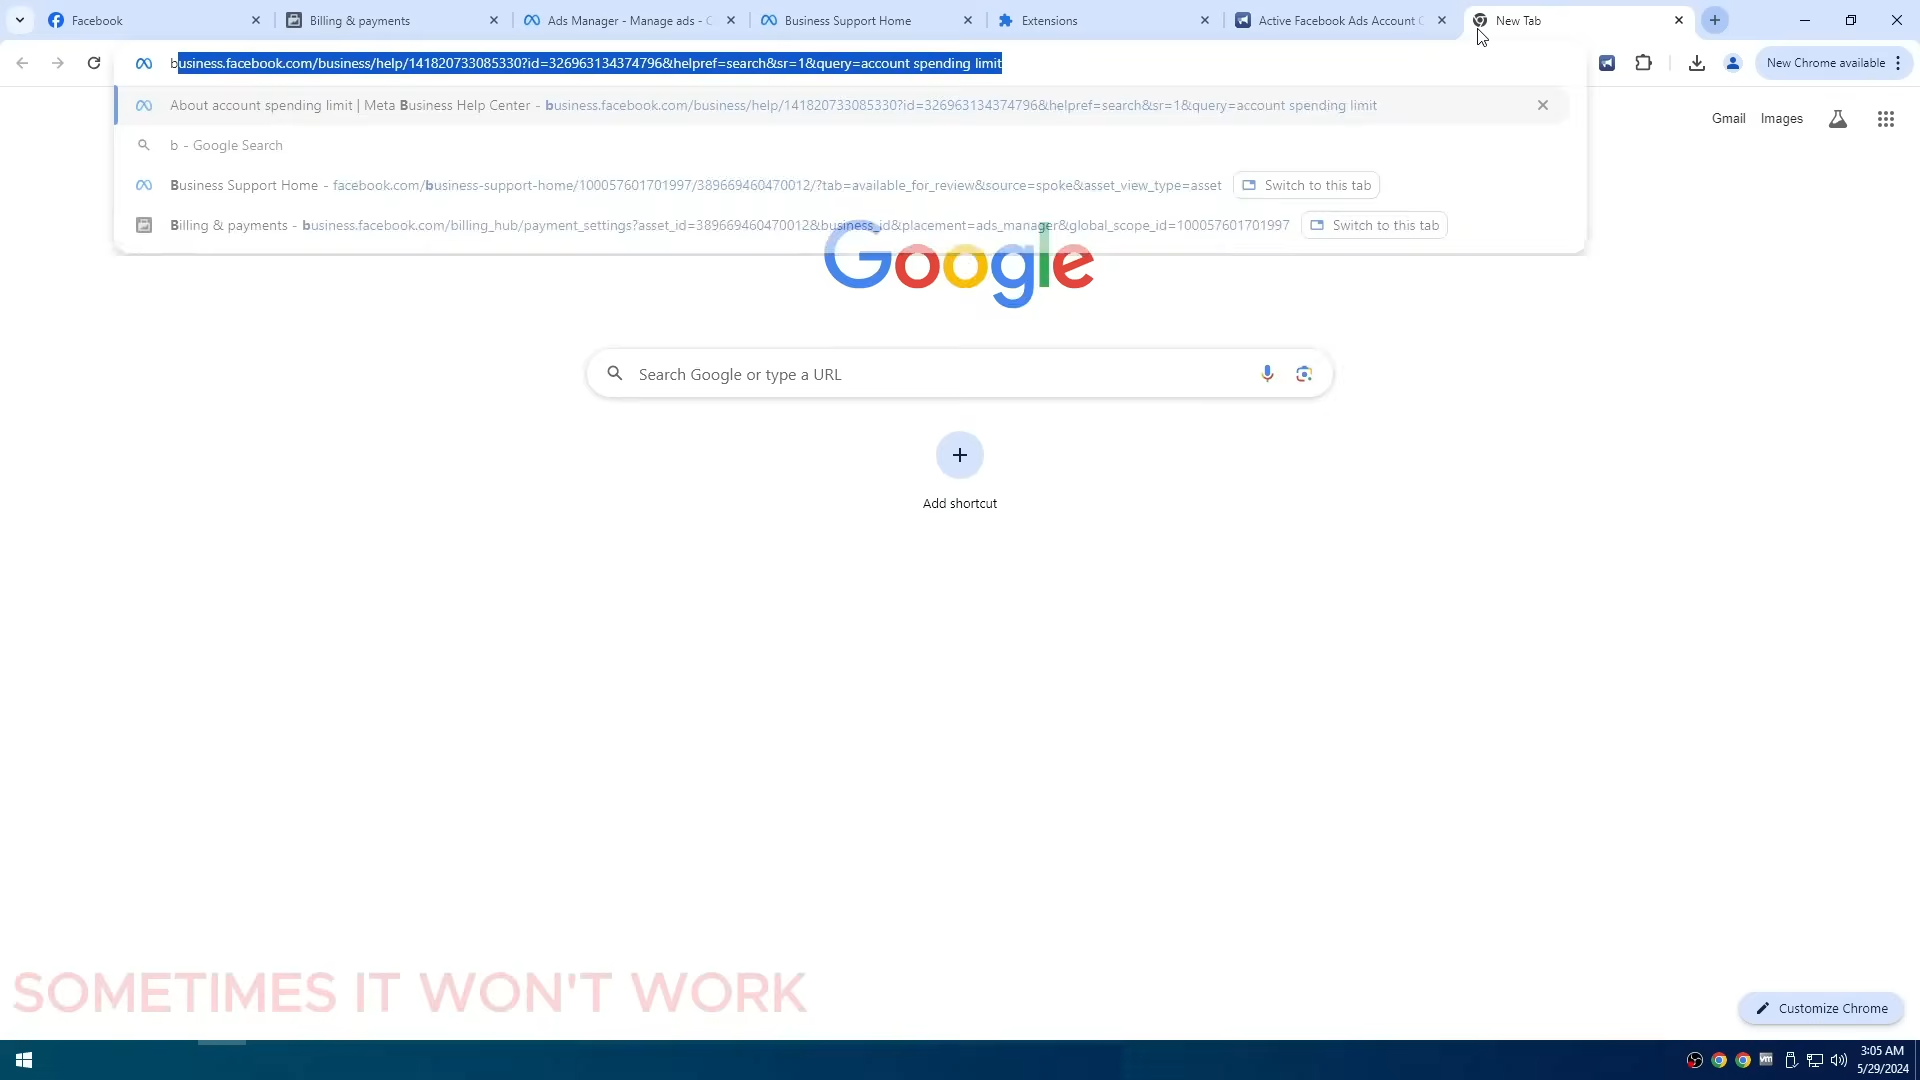 Facebook
Billing & payments
Ads Manager - Manage ads - C
Business Support Home
Extensions
Active Facebook Ads Account C
New Tab
business.facebook.com/business/help/141820733085330?id=326963134374796&helpref=search&sr=1&query=account spending limit
New Chrome available
About account spending limit | Meta Business Help Center - business.facebook.com/business/help/141820733085330?id=326963134374796&helpref=search&sr=1&query=account spending limit
b - Google Search
Business Support Home - facebook.com/business-support-home/100057601701997/389669460470012/?tab=available_for_review&source=spoke&asset_view_type=asset
Switch to this tab
Billing & payments - business.facebook.com/billing_hub/payment_settings?asset_id=389669460470012&business_id&placement=ads_manager&global_scope_id=100057601701997
Switch to this tab
Gmail
Images
Google
Search Google or type a URL
Add shortcut
SOMETIMES IT WON'T WORK
Customize Chrome
vm
3:05 AM
5/29/2024